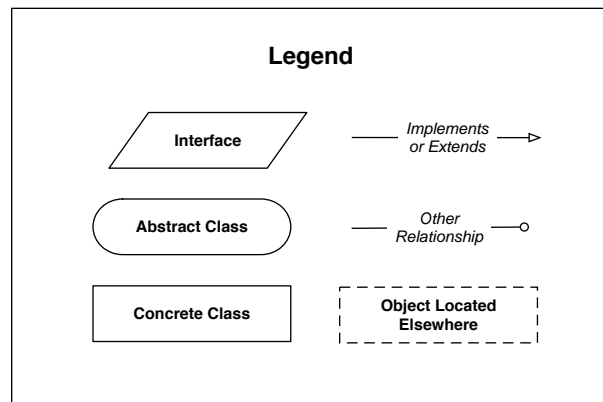 Legend
Interface
Implements
or Extends
Abstract Class
Other
Relationship
Concrete Class
Object Located
Elsewhere